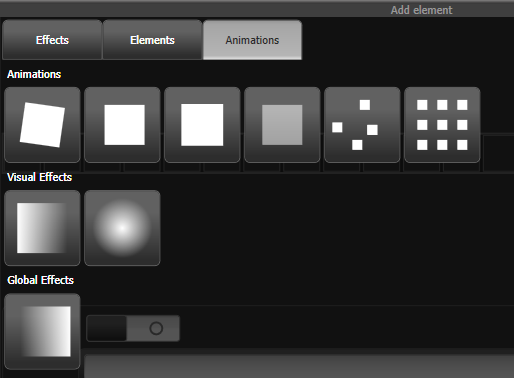 Add element
Effects
Elements
Animations
Animations
Visual Effects
Global Effects